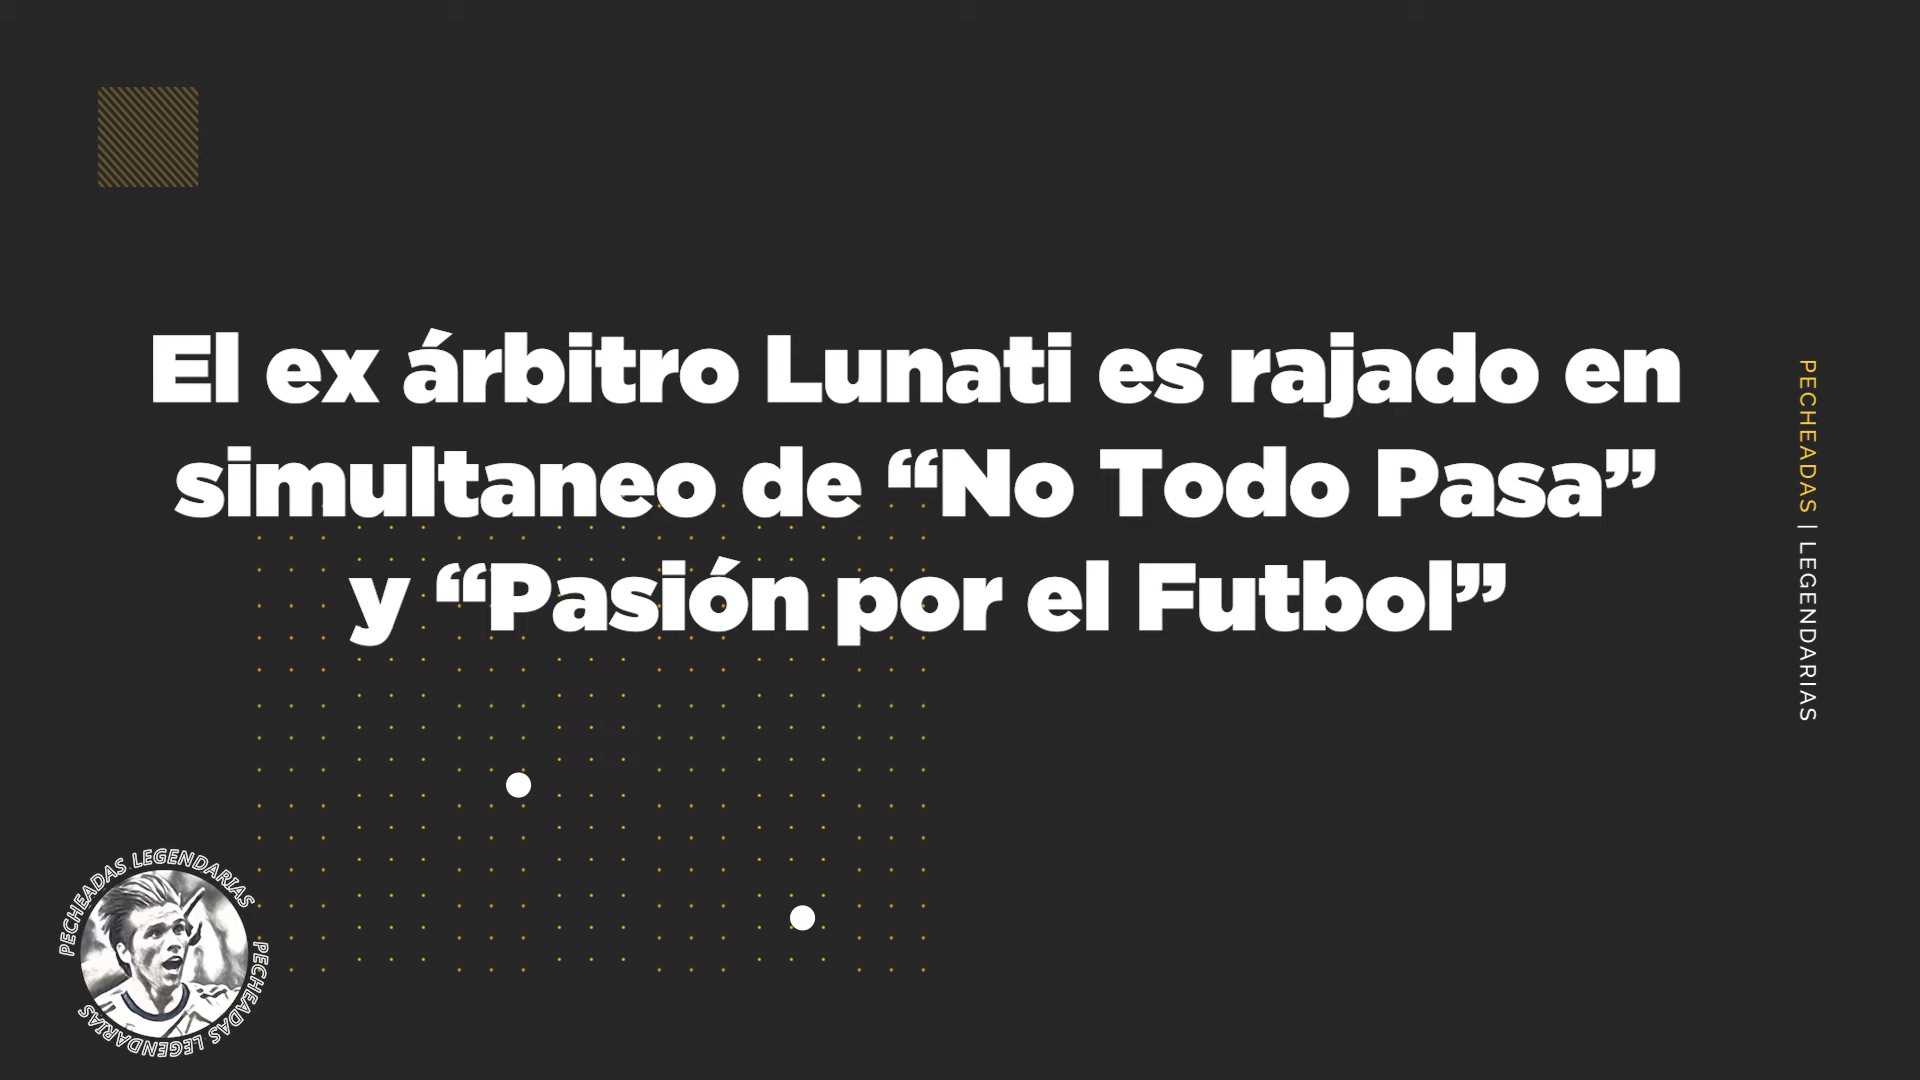 El ex árbitro Lunati es rajado en
simultaneo de “No Todo Pasa”
y “Pasión por el Futbol”
PECHEADAS | LEGENDARIAS
PECHEADAS LEGENDARIAS
PECHEADAS LEGENDARIAS